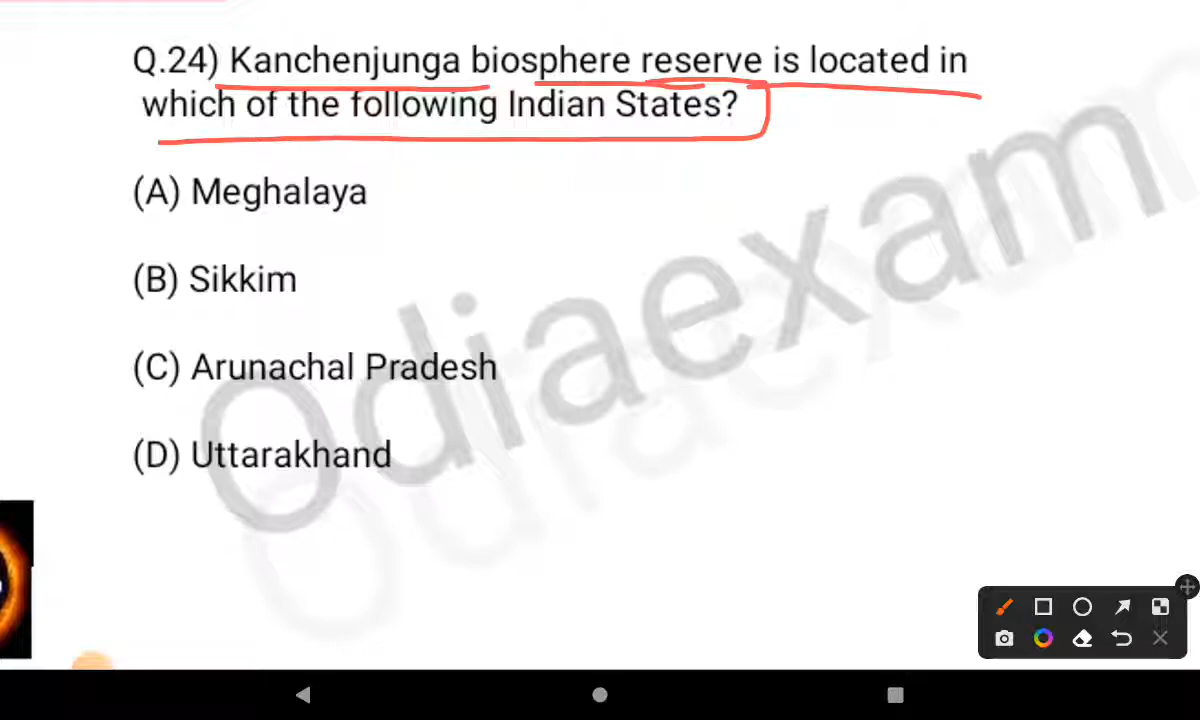 Q.24) Kanchenjunga biosphere reserve is located in
which of the following Indian States?
(A) Meghalaya
(B) Sikkim
(C) Arunachal Pradesh
(D) Uttarakhand
Odiaexam